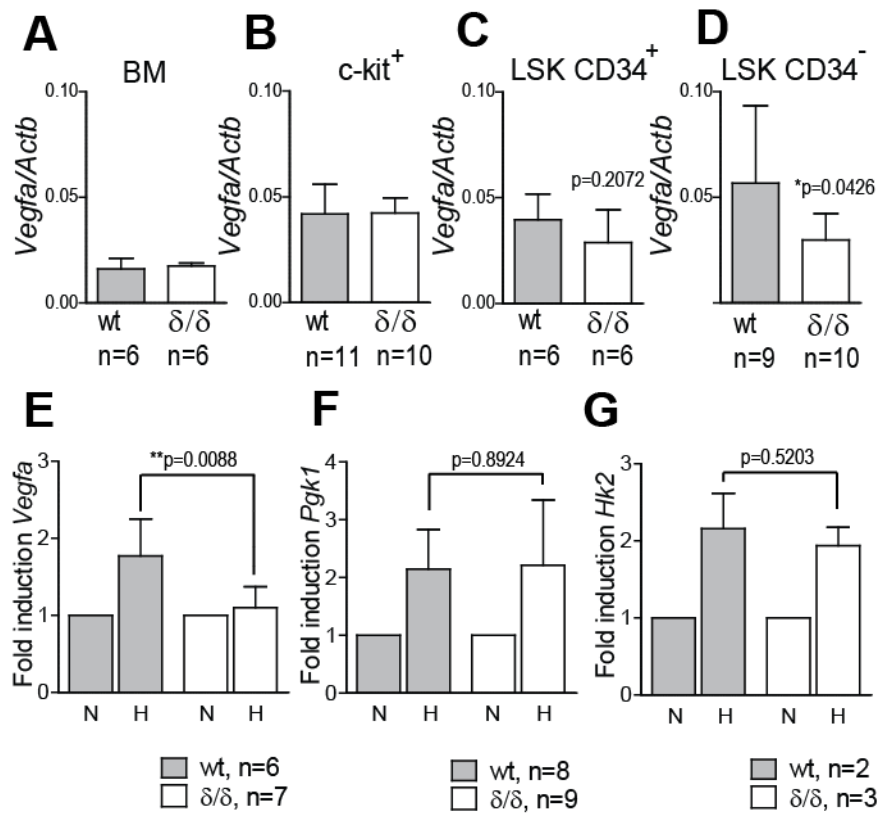 A
BM
Vegfa/Actb
0.10
0.05
0.00
wt
δ/δ
n=6
n=6
B
c-kit+
Vegfa/Actb
0.10
0.05
0.00
wt
δ/δ
n=11
n=10
C
LSK CD34+
Vegfa/Actb
0.10
0.05
0.00
p=0.2072
wt
δ/δ
n=6
n=6
D
LSK CD34-
Vegfa/Actb
0.10
0.05
0.00
*p=0.0426
wt
δ/δ
n=9
n=10
E
Fold induction Vegfa
3
2
1
0
**p=0.0088
N
H
N
H
wt, n=6
δ/δ, n=7
F
Fold induction Pgk1
4
3
2
1
0
p=0.8924
N
H
N
H
wt, n=8
δ/δ, n=9
G
Fold induction Hk2
3
2
1
0
p=0.5203
N
H
N
H
wt, n=2
δ/δ, n=3